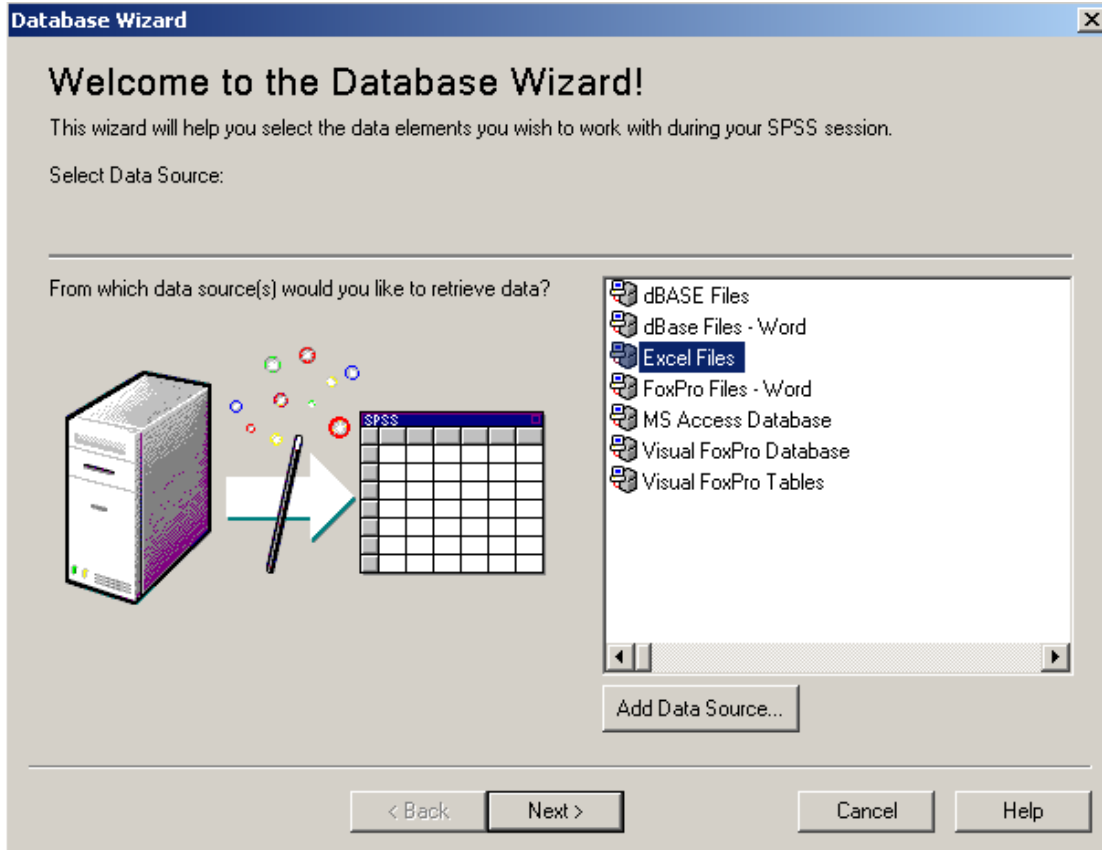 Database Wizard
Welcome to the Database Wizard!
This wizard will help you select the data elements you wish to work with during your SPSS session.
Select Data Source:
From which data source(s) would you like to retrieve data?
SPSS
dBASE Files
dBase Files - Word
Excel Files
FoxPro Files - Word
MS Access Database
Visual FoxPro Database
Visual FoxPro Tables
Add Data Source...
< Back
Next >
Cancel
Help